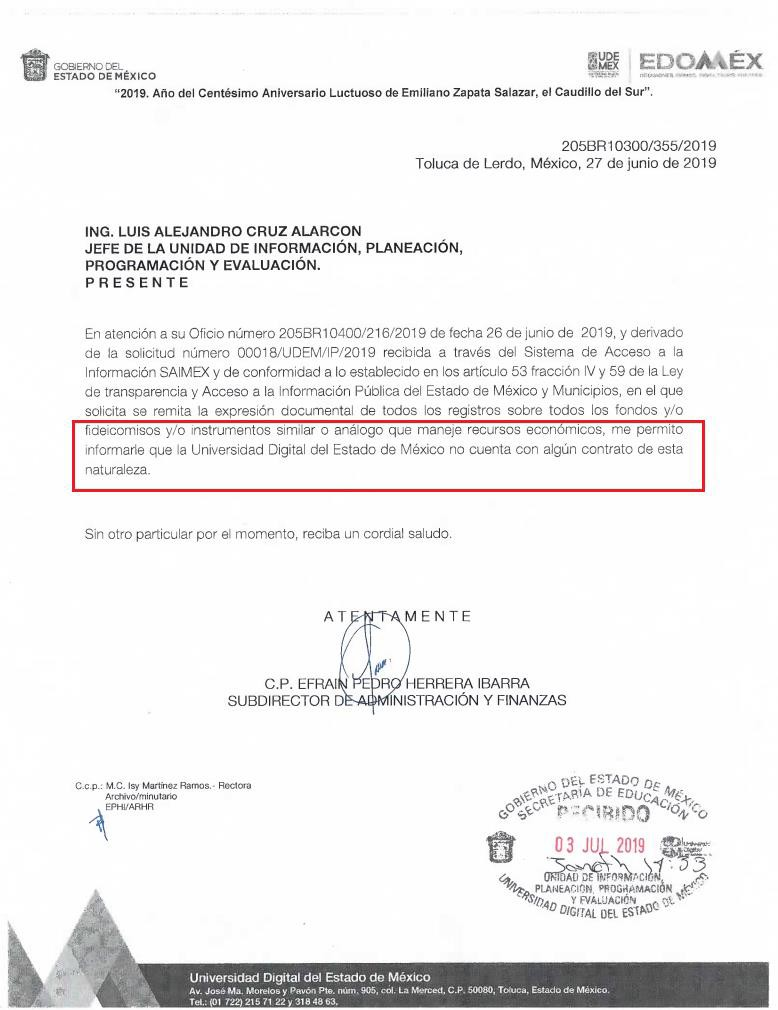 GOBIERNO DEL
ESTADO DE MÉXICO
UDE
MEX
EDOMÉX
"2019. Año del Centésimo Aniversario Luctuoso de Emiliano Zapata Salazar, el Caudillo del Sur".
205BR10300/355/2019
Toluca de Lerdo, México, 27 de junio de 2019
ING. LUIS ALEJANDRO CRUZ ALARCON
JEFE DE LA UNIDAD DE INFORMACIÓN, PLANEACIÓN,
PROGRAMACIÓN Y EVALUACIÓN.
P R E S E N T E
En atención a su Oficio número 205BR10400/216/2019 de fecha 26 de junio de 2019, y derivado
de la solicitud número 00018/UDEM/IP/2019 recibida a través del Sistema de Acceso a la
Información SAIMEX y de conformidad a lo establecido en los artículo 53 fracción IV y 59 de la Ley
de transparencia y Acceso a la Información Pública del Estado de México y Municipios, en el que
solicita se remita la expresión documental de todos los registros sobre todos los fondos y/o
fideicomisos y/o instrumentos similar o análogo que maneje recursos económicos, me permito
informarle que la Universidad Digital del Estado de México no cuenta con algún contrato de esta
naturaleza.
Sin otro particular por el momento, reciba un cordial saludo.
A T E N T A M E N T E
C.P. EFRAIN PEDRO HERRERA IBARRA
SUBDIRECTOR DE ADMINISTRACIÓN Y FINANZAS
C.c.p.: M.C. Isy Martínez Ramos.- Rectora
Archivo/minutario
EPHI/ARHR
GOBIERNO DEL ESTADO DE MÉXICO
SECRETARÍA DE EDUCACIÓN
RECIBIDO
03 JUL 2019
Janeth 17:53
UNIDAD DE INFORMACIÓN,
PLANEACIÓN, PROGRAMACIÓN
Y EVALUACIÓN
UNIVERSIDAD DIGITAL DEL ESTADO DE MÉXICO
Universidad Digital del Estado de México
Av. José Ma. Morelos y Pavón Pte. núm. 905, col. La Merced, C.P. 50080, Toluca, Estado de México.
Tel.: (01 722) 215 71 22 y 318 48 63,